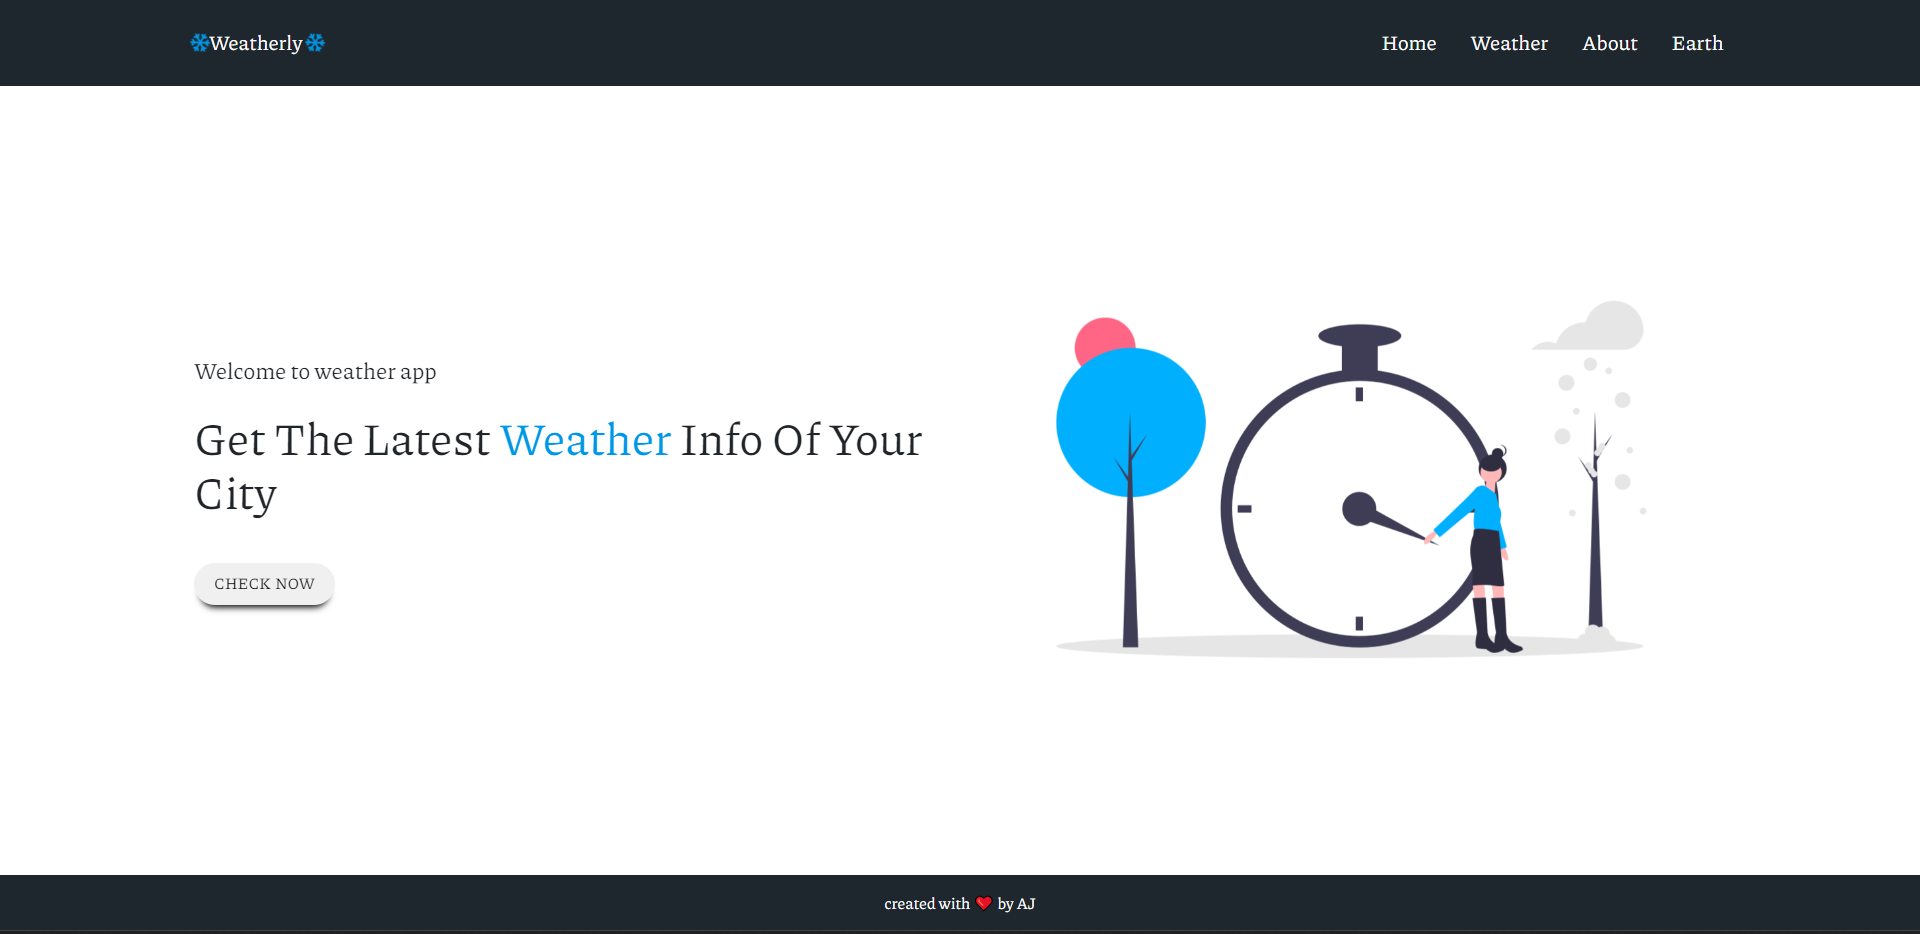 ❄Weatherly❄
Home Weather About Earth
Welcome to weather app
Get The Latest Weather Info Of Your
City
CHECK NOW
created with ❤ by AJ